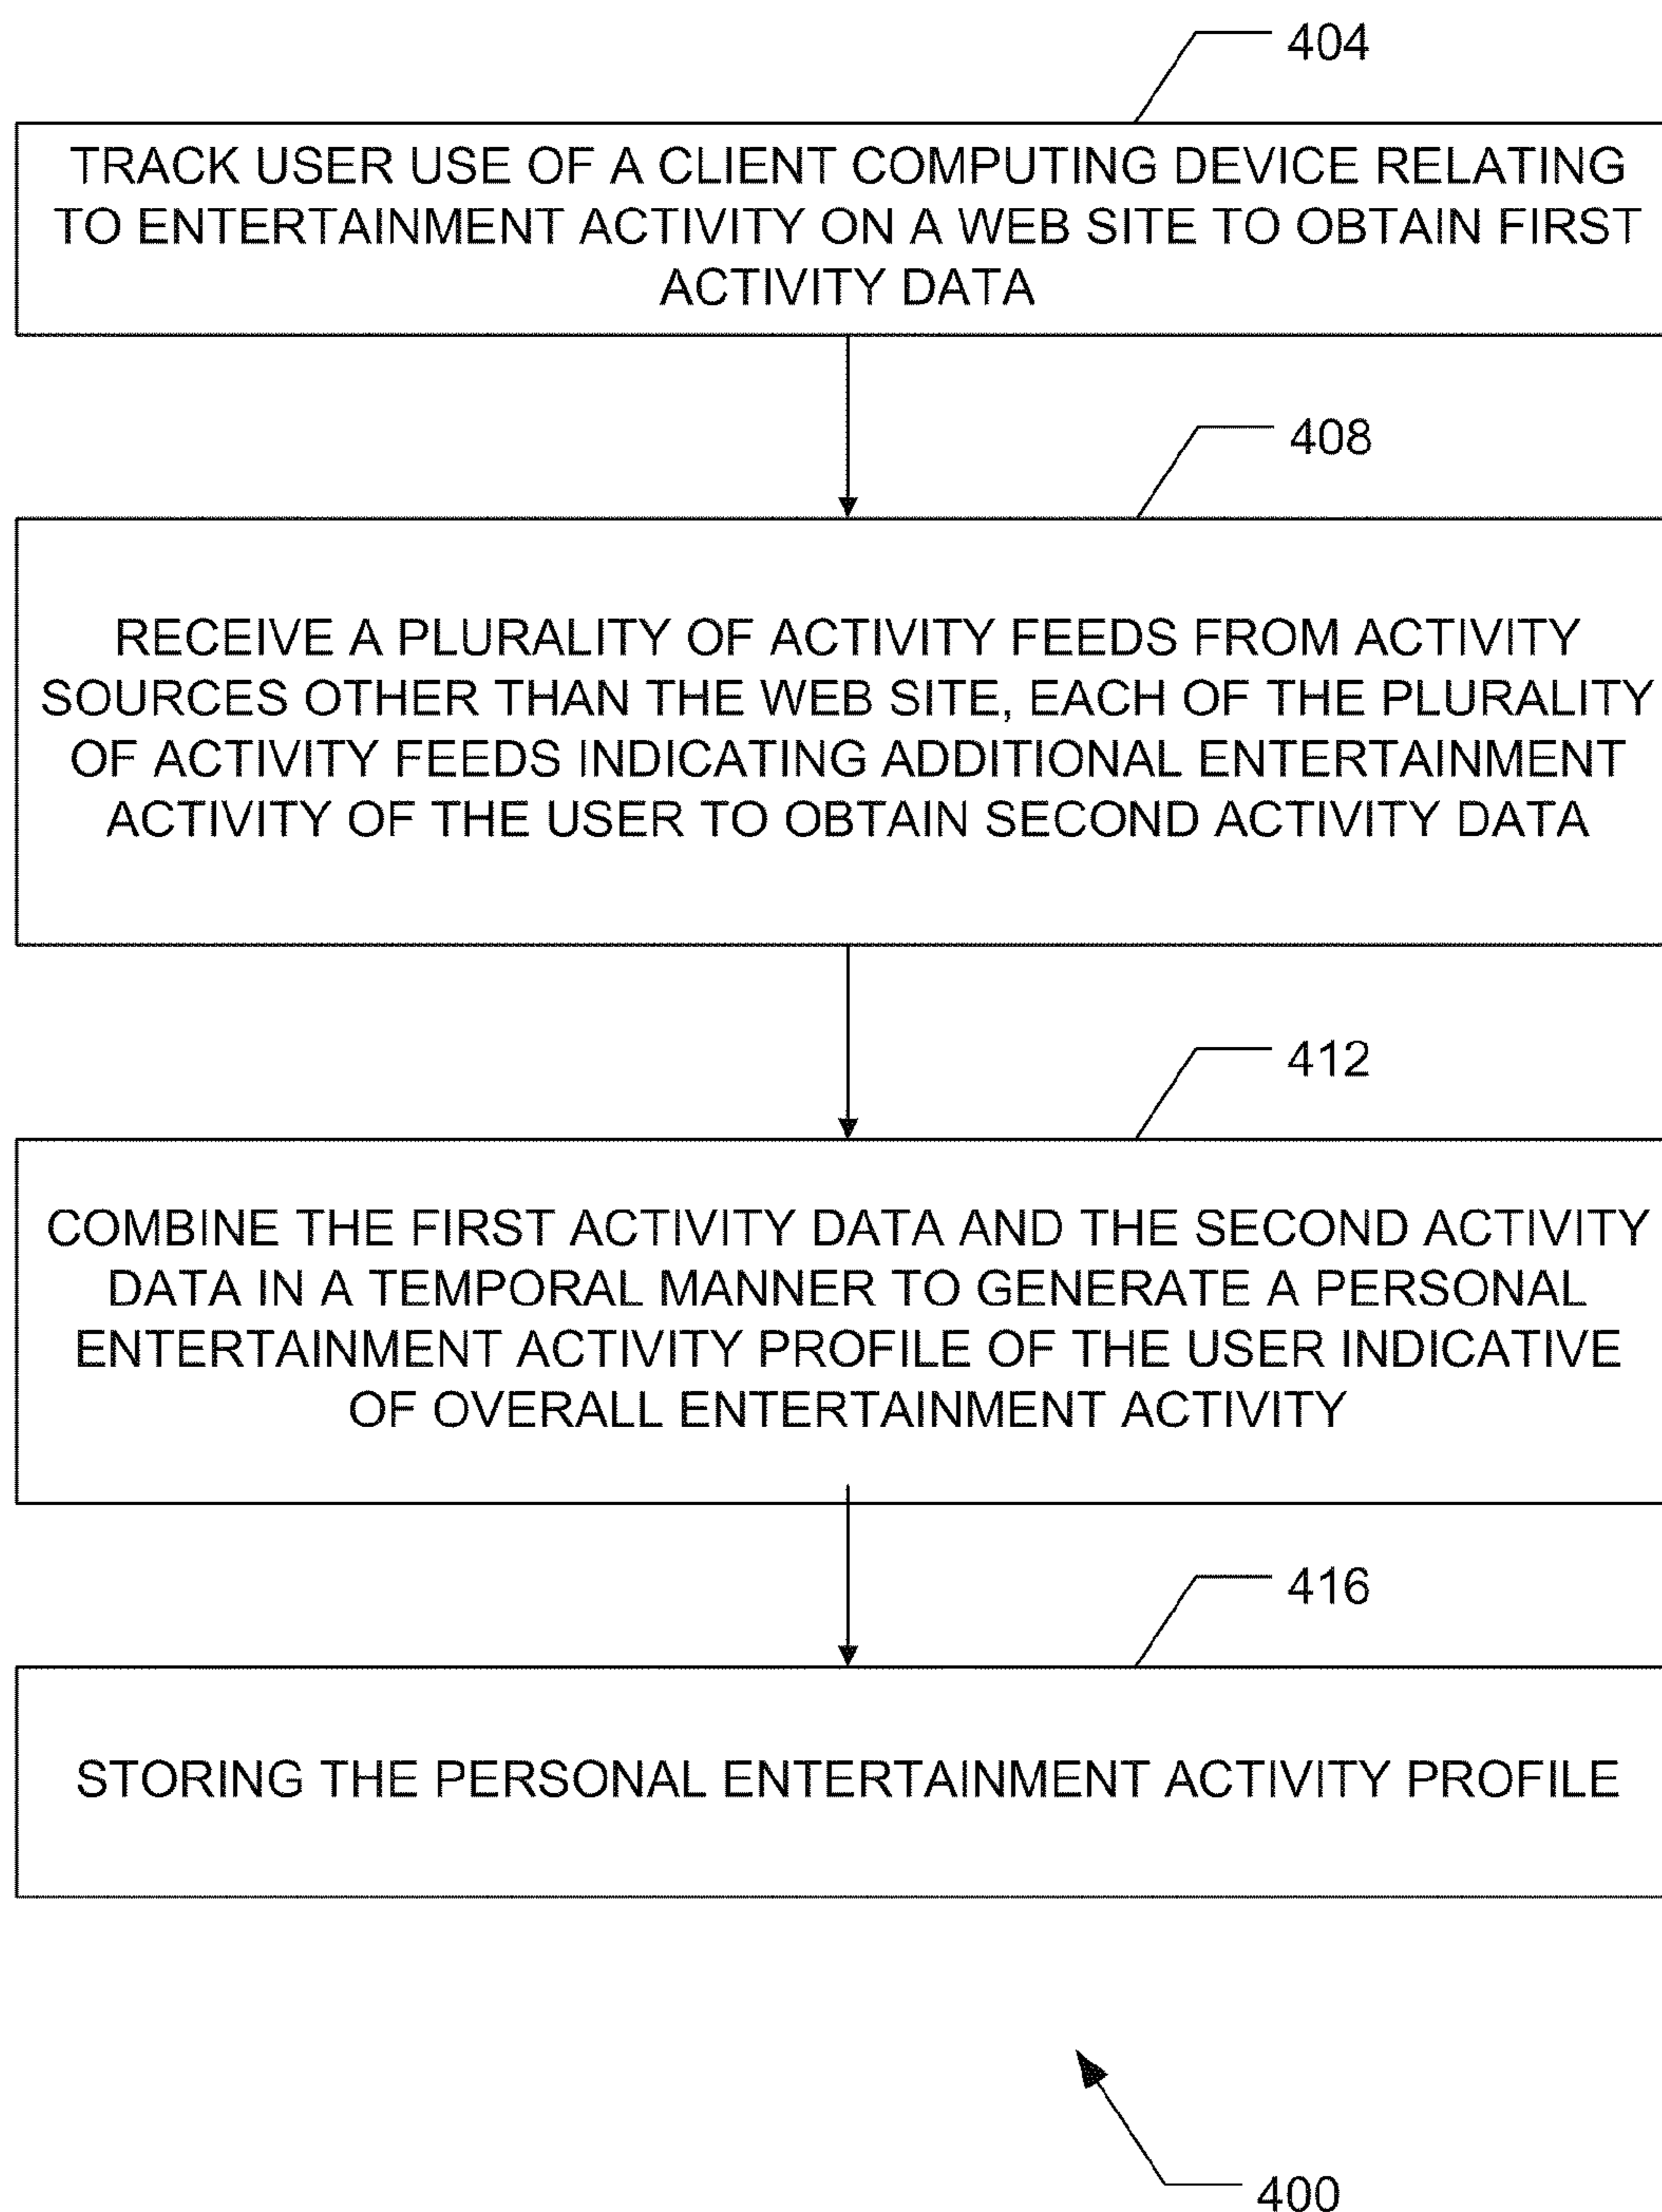 404
TRACK USER USE OF A CLIENT COMPUTING DEVICE RELATING
TO ENTERTAINMENT ACTIVITY ON A WEB SITE TO OBTAIN FIRST
ACTIVITY DATA
408
RECEIVE A PLURALITY OF ACTIVITY FEEDS FROM ACTIVITY
SOURCES OTHER THAN THE WEB SITE, EACH OF THE PLURALITY
OF ACTIVITY FEEDS INDICATING ADDITIONAL ENTERTAINMENT
ACTIVITY OF THE USER TO OBTAIN SECOND ACTIVITY DATA
412
COMBINE THE FIRST ACTIVITY DATA AND THE SECOND ACTIVITY
DATA IN A TEMPORAL MANNER TO GENERATE A PERSONAL
ENTERTAINMENT ACTIVITY PROFILE OF THE USER INDICATIVE
OF OVERALL ENTERTAINMENT ACTIVITY
416
STORING THE PERSONAL ENTERTAINMENT ACTIVITY PROFILE
400